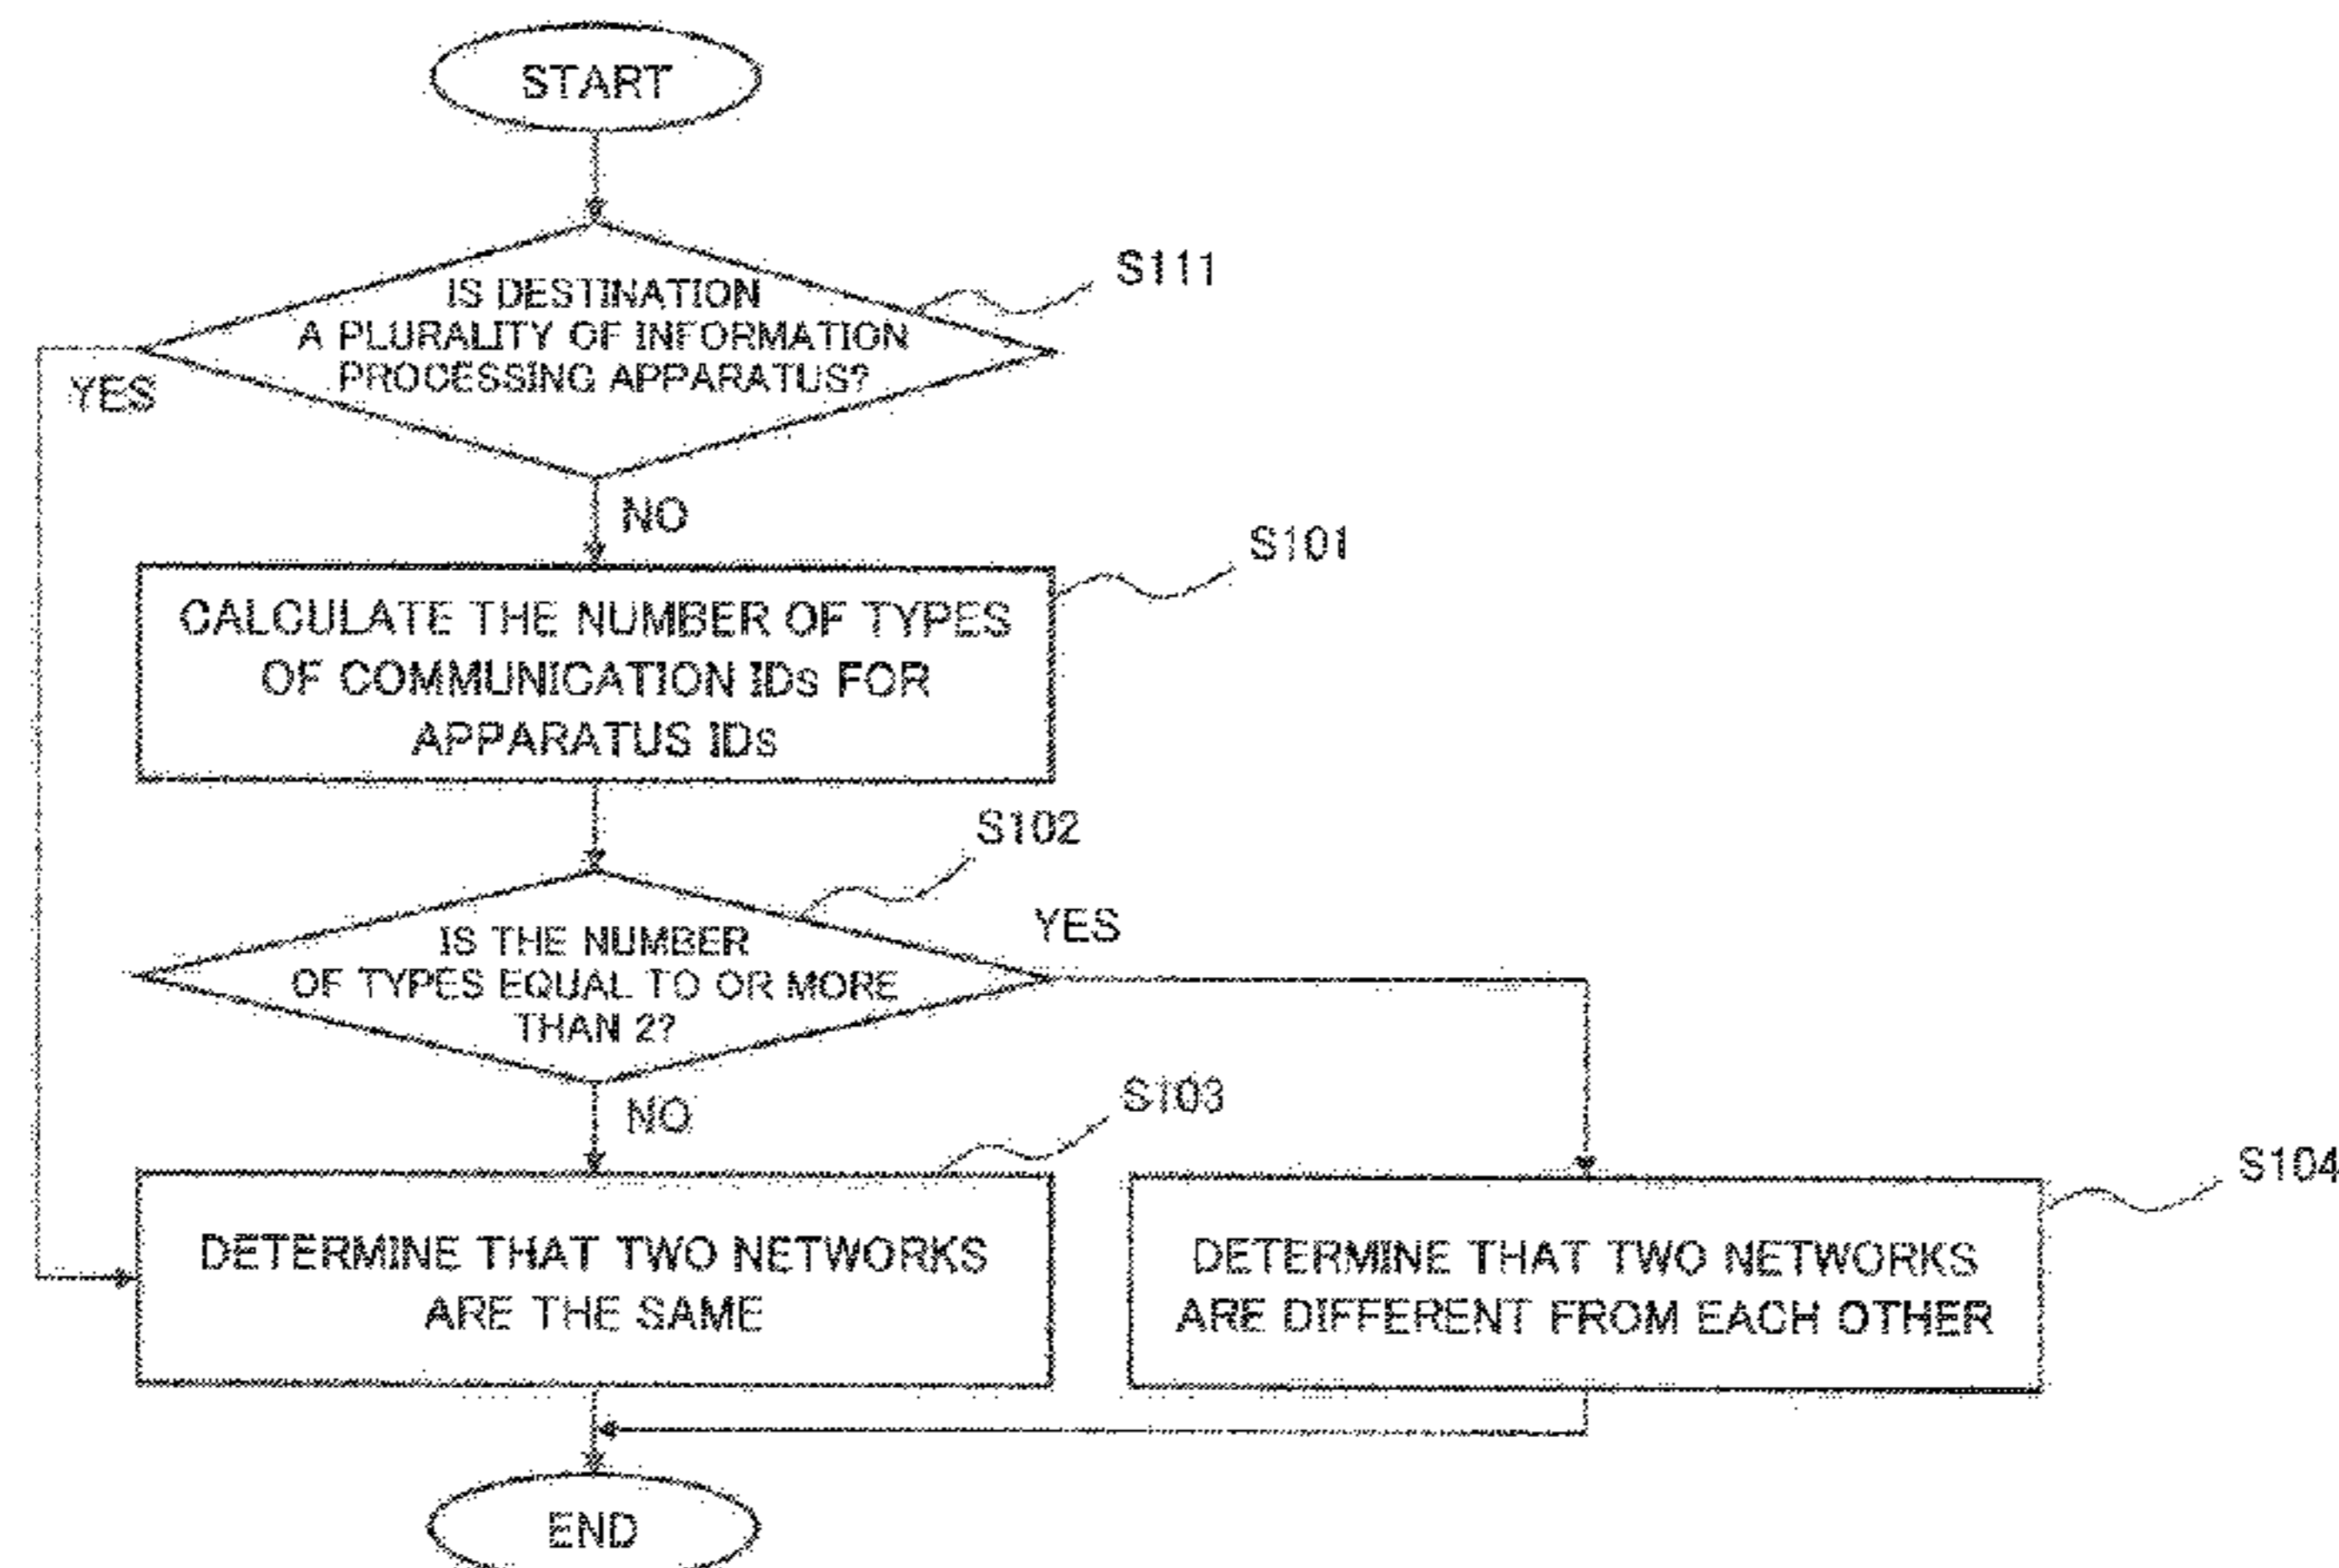 START
S111
IS DESTINATION
A PLURALITY OF INFORMATION
PROCESSING APPARATUS?
YES
NO
S101
CALCULATE THE NUMBER OF TYPES
OF COMMUNICATION IDs FOR
APPARATUS IDs
S102
YES
IS THE NUMBER
OF TYPES EQUAL TO OR MORE
THAN 2?
NO
S103
S104
DETERMINE THAT TWO NETWORKS
ARE THE SAME
DETERMINE THAT TWO NETWORKS
ARE DIFFERENT FROM EACH OTHER
END